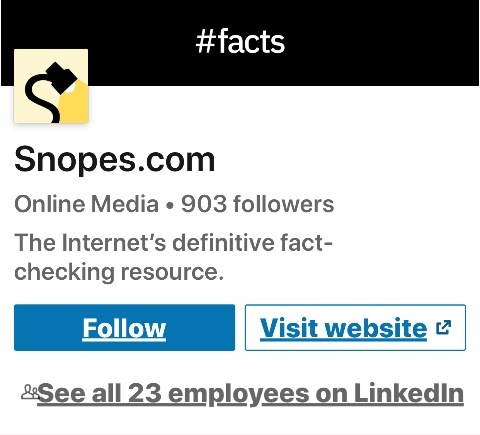 #facts
Snopes.com
Online Media • 903 followers
The Internet's definitive fact-
checking resource.
Follow
Visit website
See all 23 employees on LinkedIn